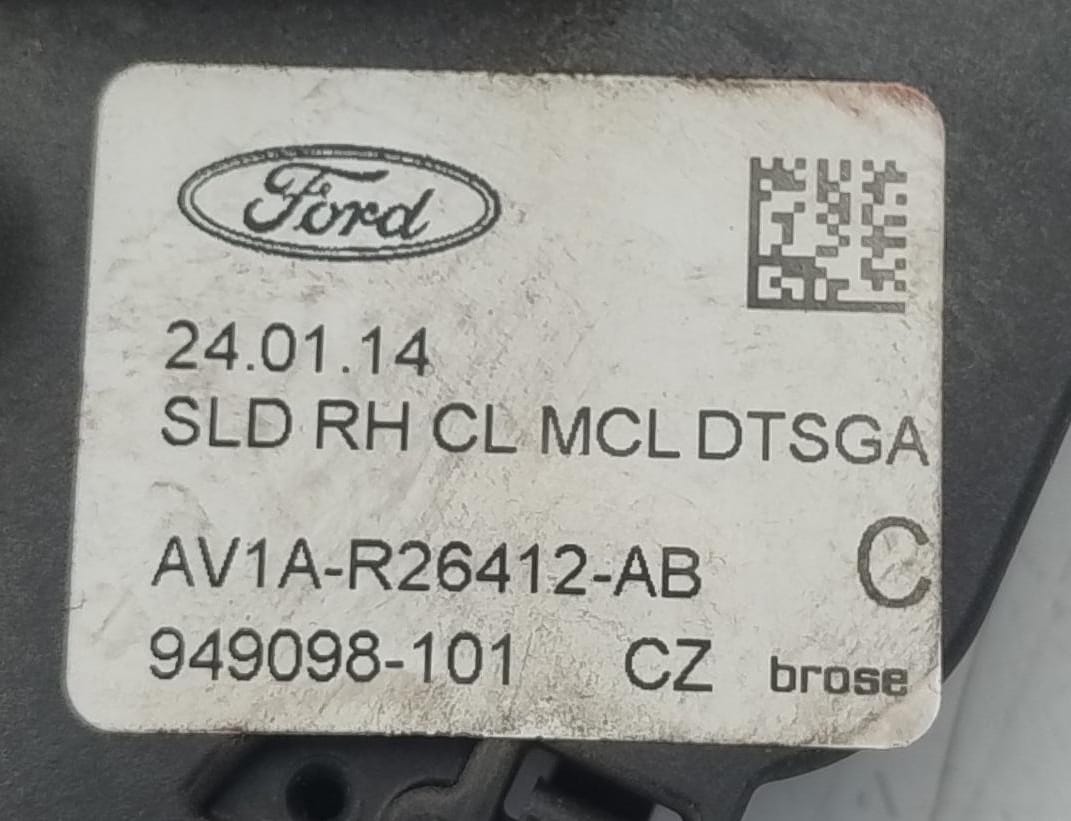 Ford
24.01.14
SLD RH CL MCL DTSGA
AV1A-R26412-AB C
949098-101 CZ brose